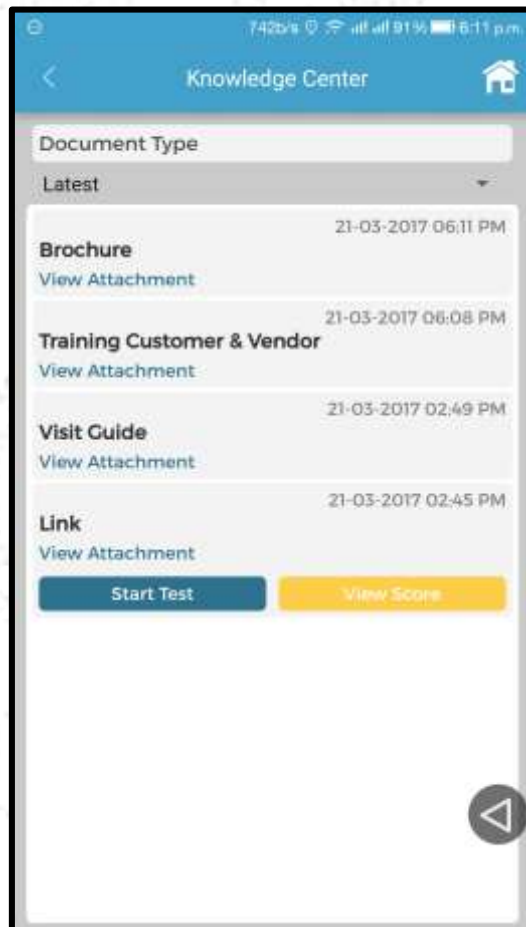 742b/s 91% 6:11 p.m.
Knowledge Center
Document Type
Latest
21-03-2017 06:11 PM
Brochure
View Attachment
21-03-2017 06:08 PM
Training Customer & Vendor
View Attachment
21-03-2017 02:49 PM
Visit Guide
View Attachment
21-03-2017 02:45 PM
Link
View Attachment
Start Test View Score